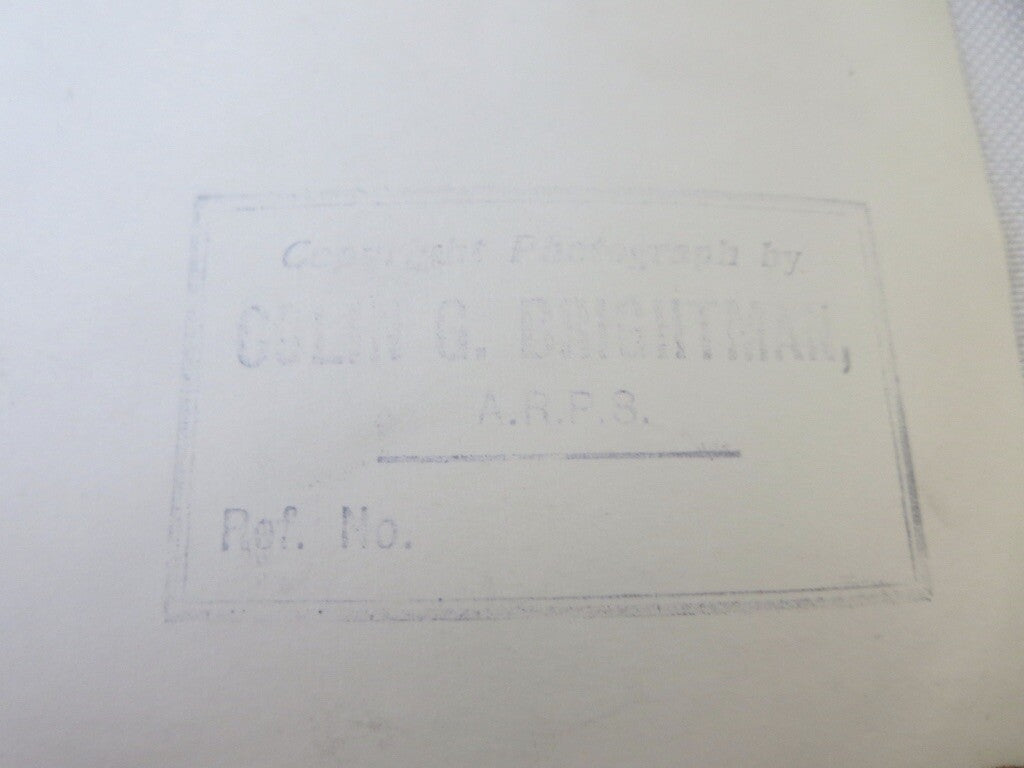 Copyright Photograph by
COLIN G. BRIGHTMAN,
A.R.P.S.
Ref. No.